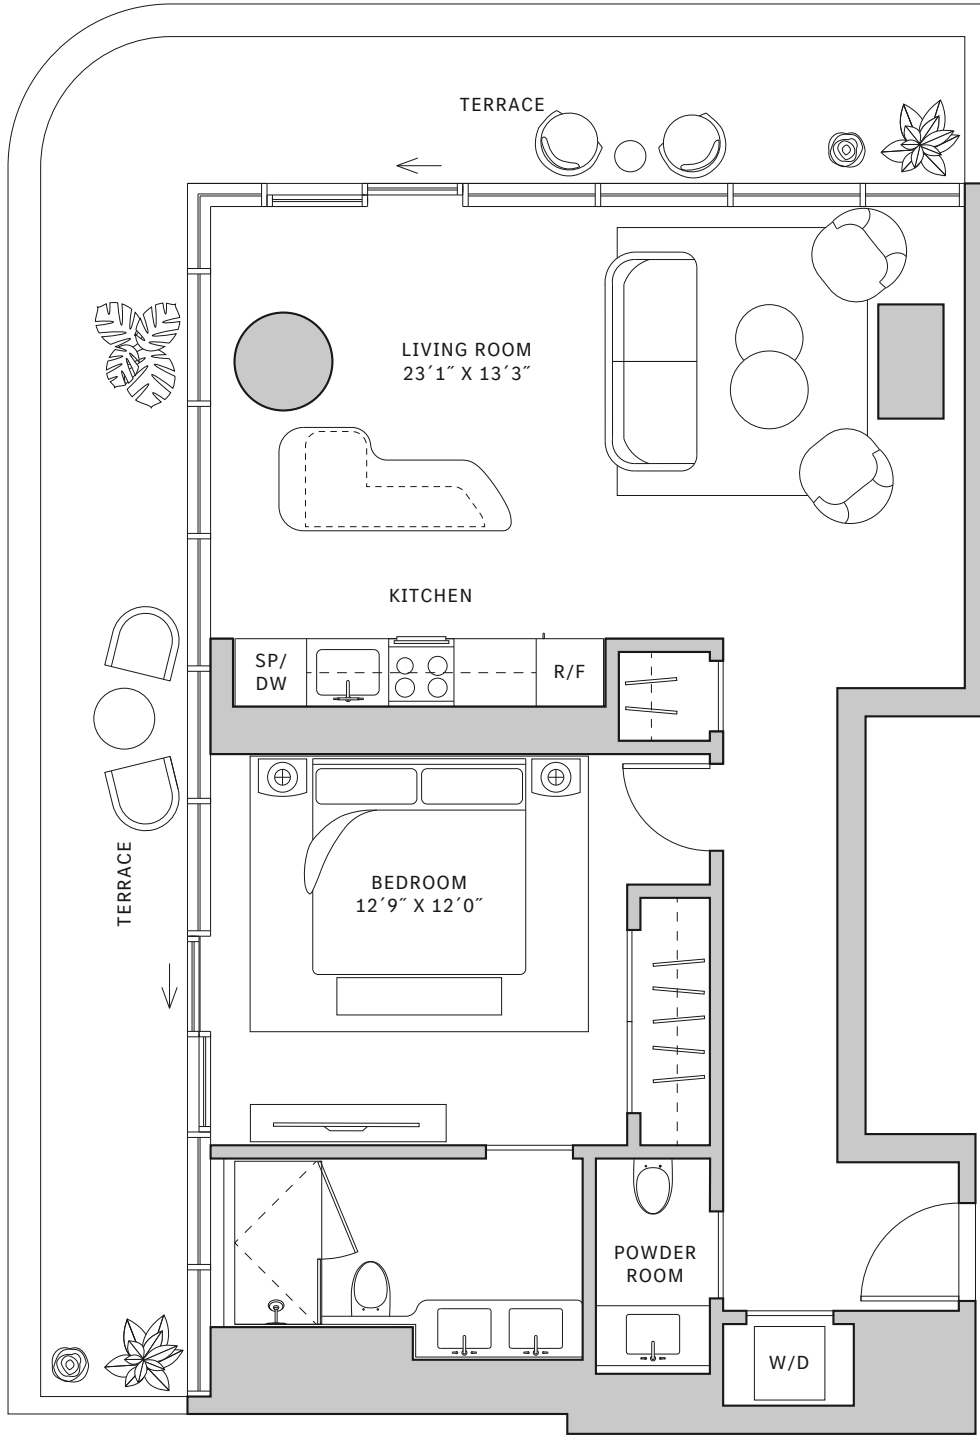 TERRACE
LIVING ROOM
23´1˝ X 13´3˝
KITCHEN
SP/
DW
R/F
TERRACE
BEDROOM
12´9˝ X 12´0˝
POWDER
ROOM
W/D